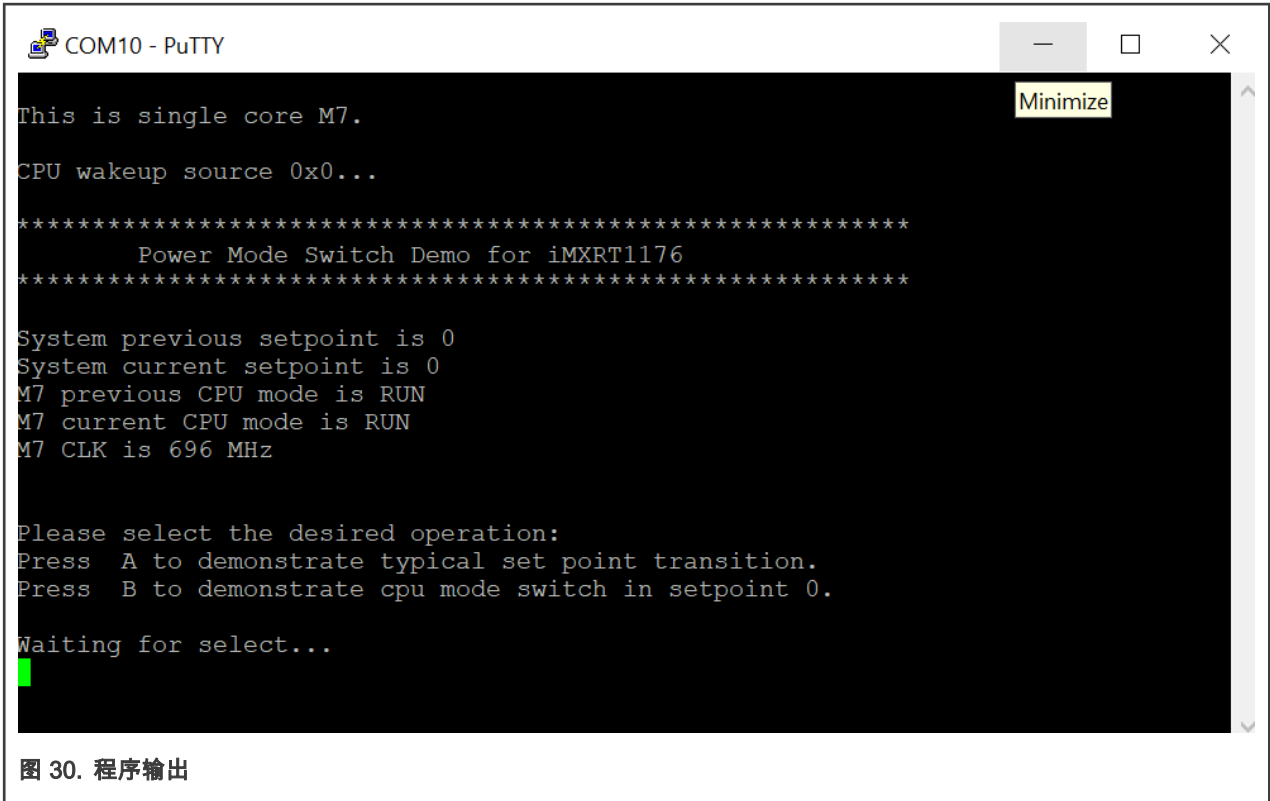 COM10 - PuTTY
Minimize
This is single core M7.
CPU wakeup source 0x0...
***********************************************************
Power Mode Switch Demo for iMXRT1176
***********************************************************
System previous setpoint is 0
System current setpoint is 0
M7 previous CPU mode is RUN
M7 current CPU mode is RUN
M7 CLK is 696 MHz
Please select the desired operation:
Press  A to demonstrate typical set point transition.
Press  B to demonstrate cpu mode switch in setpoint 0.
Waiting for select...
图 30. 程序输出